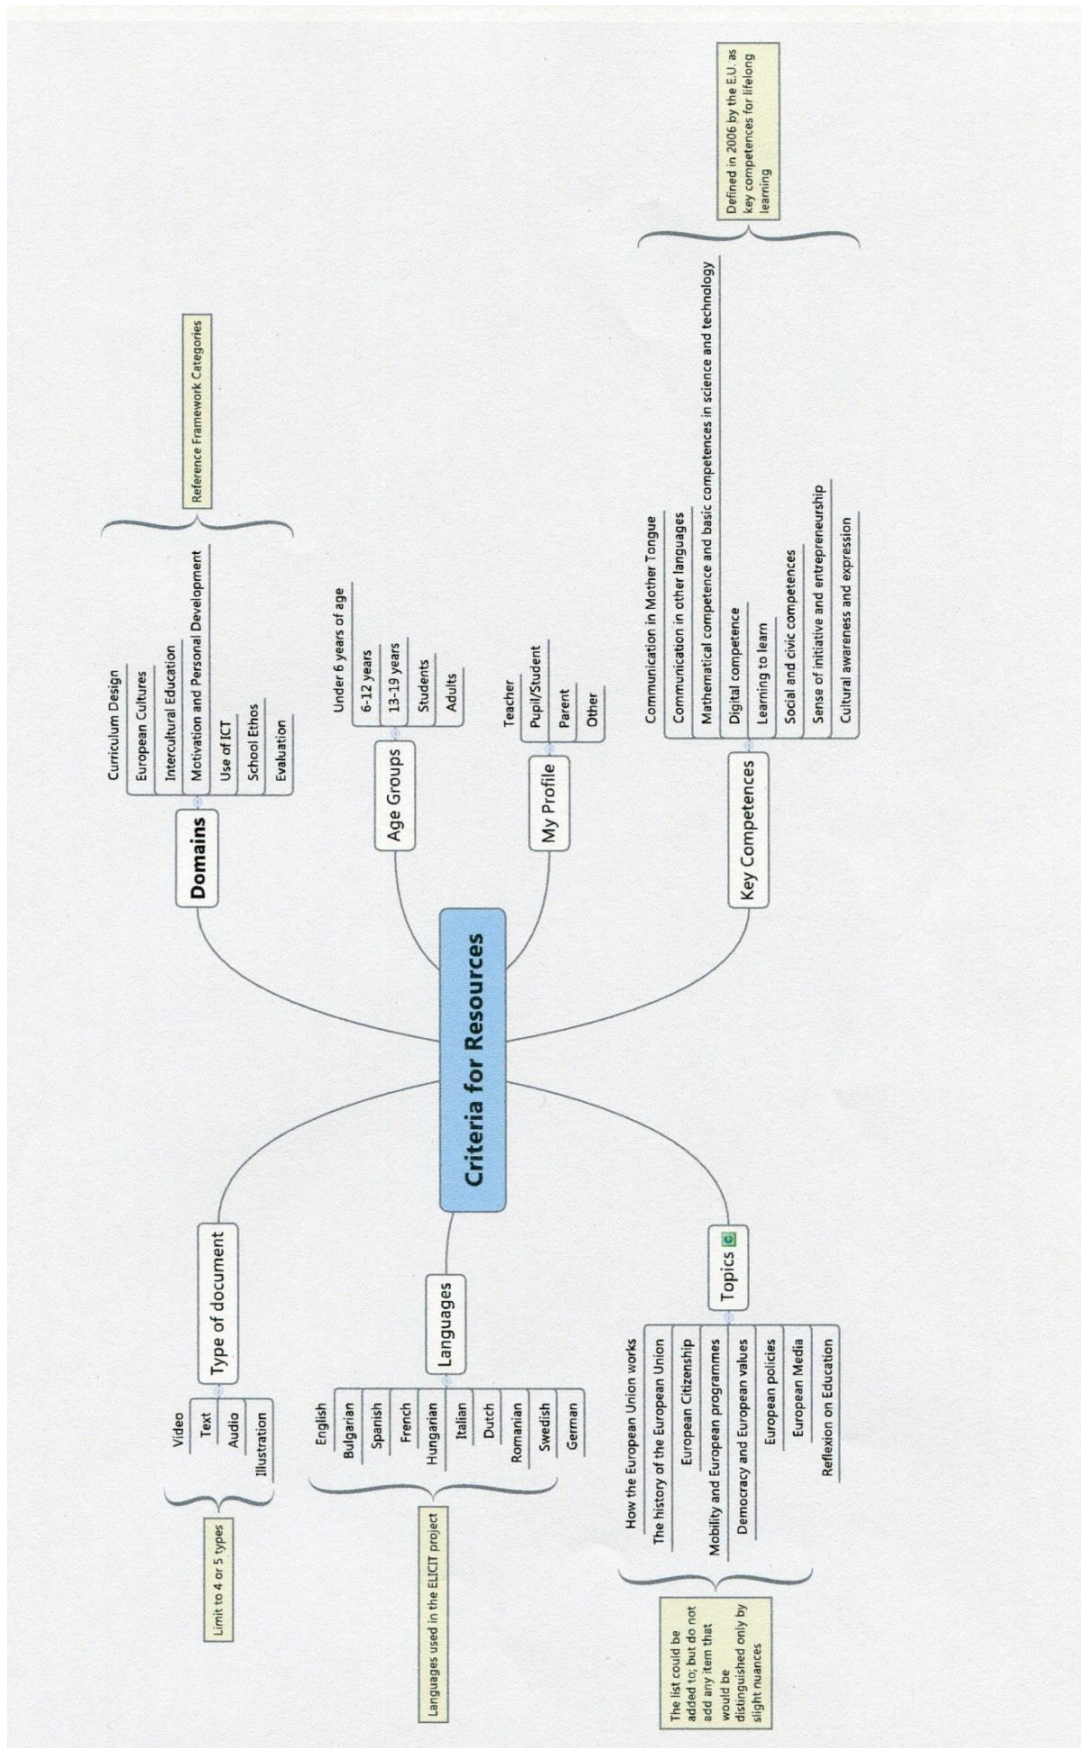 Criteria for Resources
Type of document
Video
Text
Audio
Illustration
Limit to 4 or 5 types
Languages
English
Bulgarian
Spanish
French
Hungarian
Italian
Dutch
Romanian
Swedish
German
Languages used in the ELICIT project
Topics
How the European Union works
The history of the European Union
European Citizenship
Mobility and European programmes
Democracy and European values
European policies
European Media
Reflexion on Education
The list could be
added to; but do not
add any item that
would be
distinguished only by
slight nuances
Domains
Curriculum Design
European Cultures
Intercultural Education
Motivation and Personal Development
Use of ICT
School Ethos
Evaluation
Reference Framework Categories
Age Groups
Under 6 years of age
6-12 years
13-19 years
Students
Adults
My Profile
Teacher
Pupil/Student
Parent
Other
Key Competences
Communication in Mother Tongue
Communication in other languages
Mathematical competence and basic competences in science and technology
Digital competence
Learning to learn
Social and civic competences
Sense of initiative and entrepreneurship
Cultural awareness and expression
Defined in 2006 by the E.U. as
key competences for lifelong
learning